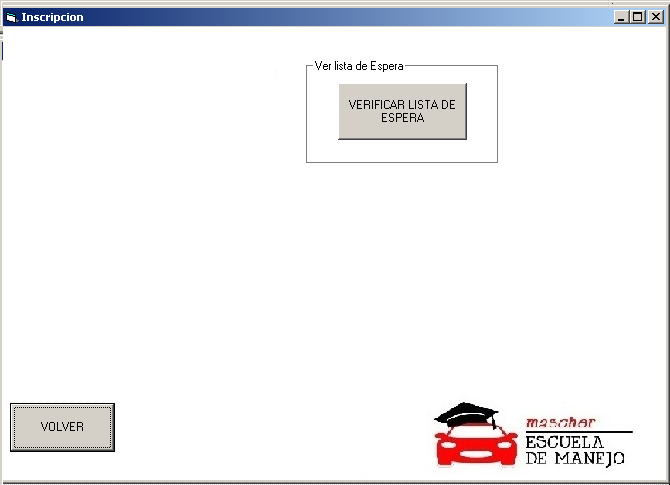 Inscripcion
Ver lista de Espera
VERIFICAR LISTA DE
ESPERA
VOLVER
mascher
ESCUELA
DE MANEJO